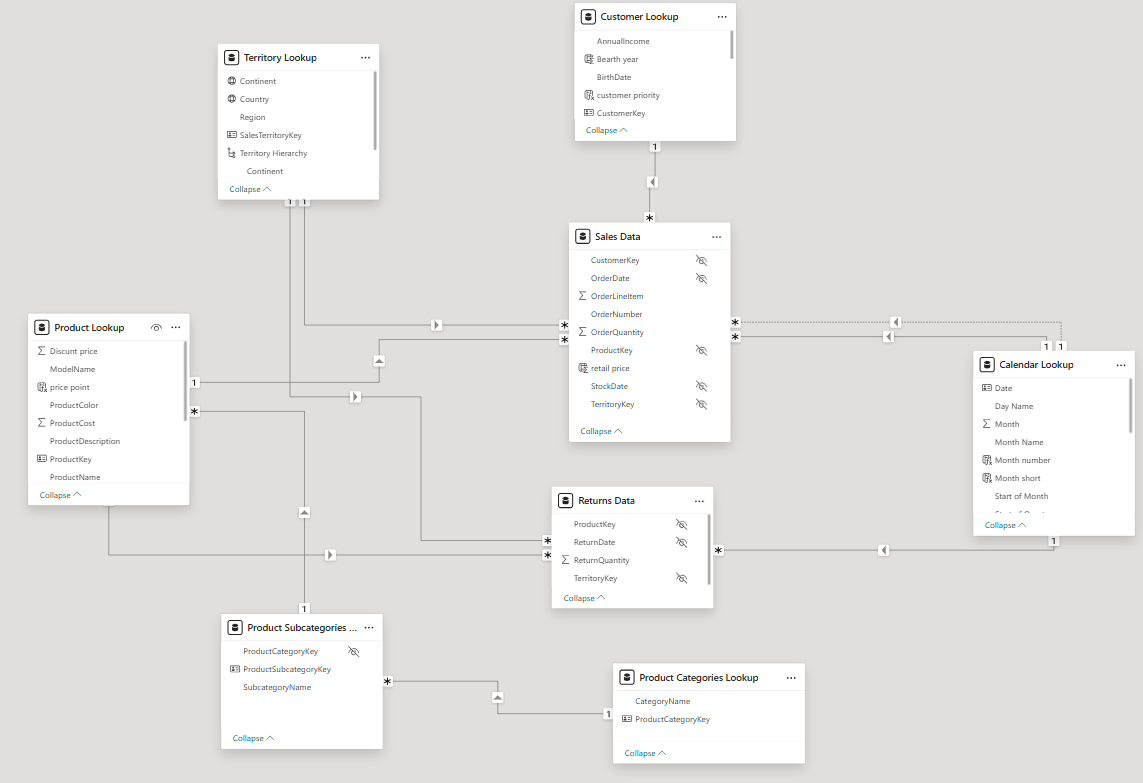 Customer Lookup
AnnualIncome
Bearth year
BirthDate
customer priority
CustomerKey
Collapse
Territory Lookup
Continent
Country
Region
SalesTerritoryKey
Territory Hierarchy
Continent
Collapse
1
1
1
*
Sales Data
CustomerKey
OrderDate
OrderLineItem
OrderNumber
OrderQuantity
ProductKey
retail price
StockDate
TerritoryKey
Collapse
*
*
*
*
Product Lookup
Discunt price
ModelName
price point
ProductColor
ProductCost
ProductDescription
ProductKey
ProductName
Collapse
1
*
1
1
Calendar Lookup
Date
Day Name
Month
Month Name
Month number
Month short
Start of Month
Collapse
1
Returns Data
ProductKey
ReturnDate
ReturnQuantity
TerritoryKey
Collapse
*
*
*
1
Product Subcategories ...
ProductCategoryKey
ProductSubcategoryKey
SubcategoryName
Collapse
*
1
Product Categories Lookup
CategoryName
ProductCategoryKey
Collapse